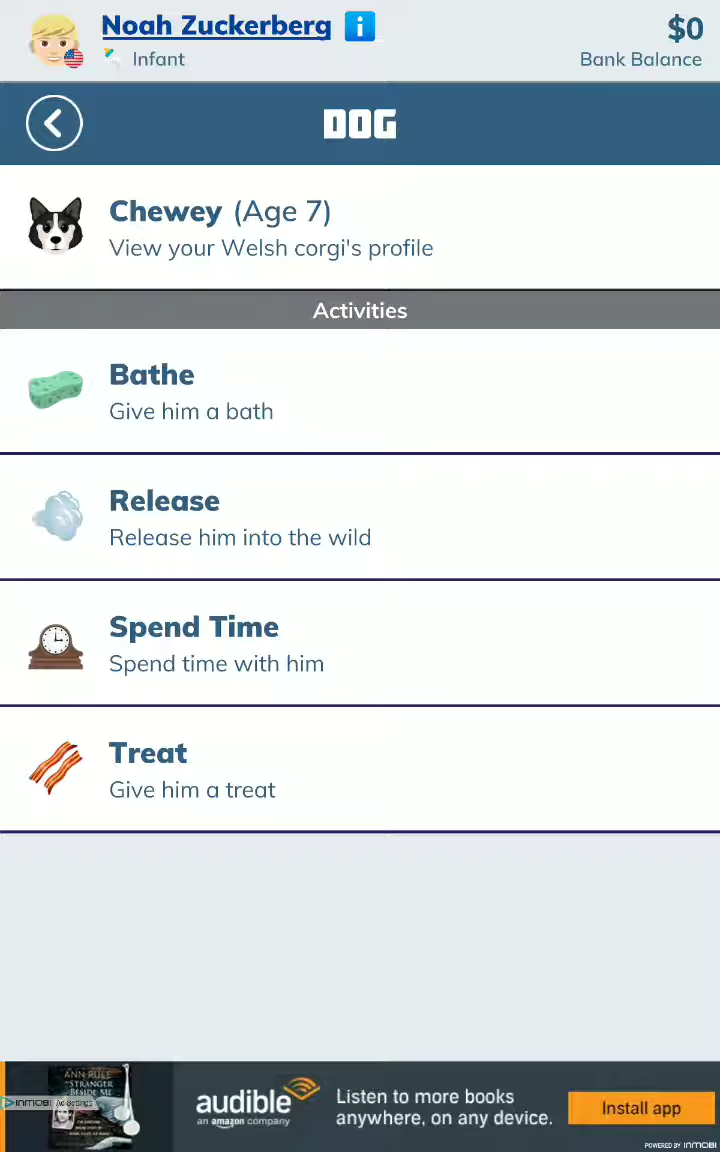 Noah Zuckerberg
Infant
$0
Bank Balance
DOG
Chewey (Age 7)
View your Welsh corgi's profile
Activities
Bathe
Give him a bath
Release
Release him into the wild
Spend Time
Spend time with him
Treat
Give him a treat
ANN RULE
STRANGER
BESIDE ME
INMOBI Ad Settings
audible
an amazon company
Listen to more books
anywhere, on any device.
Install app
POWERED BY INMOBI